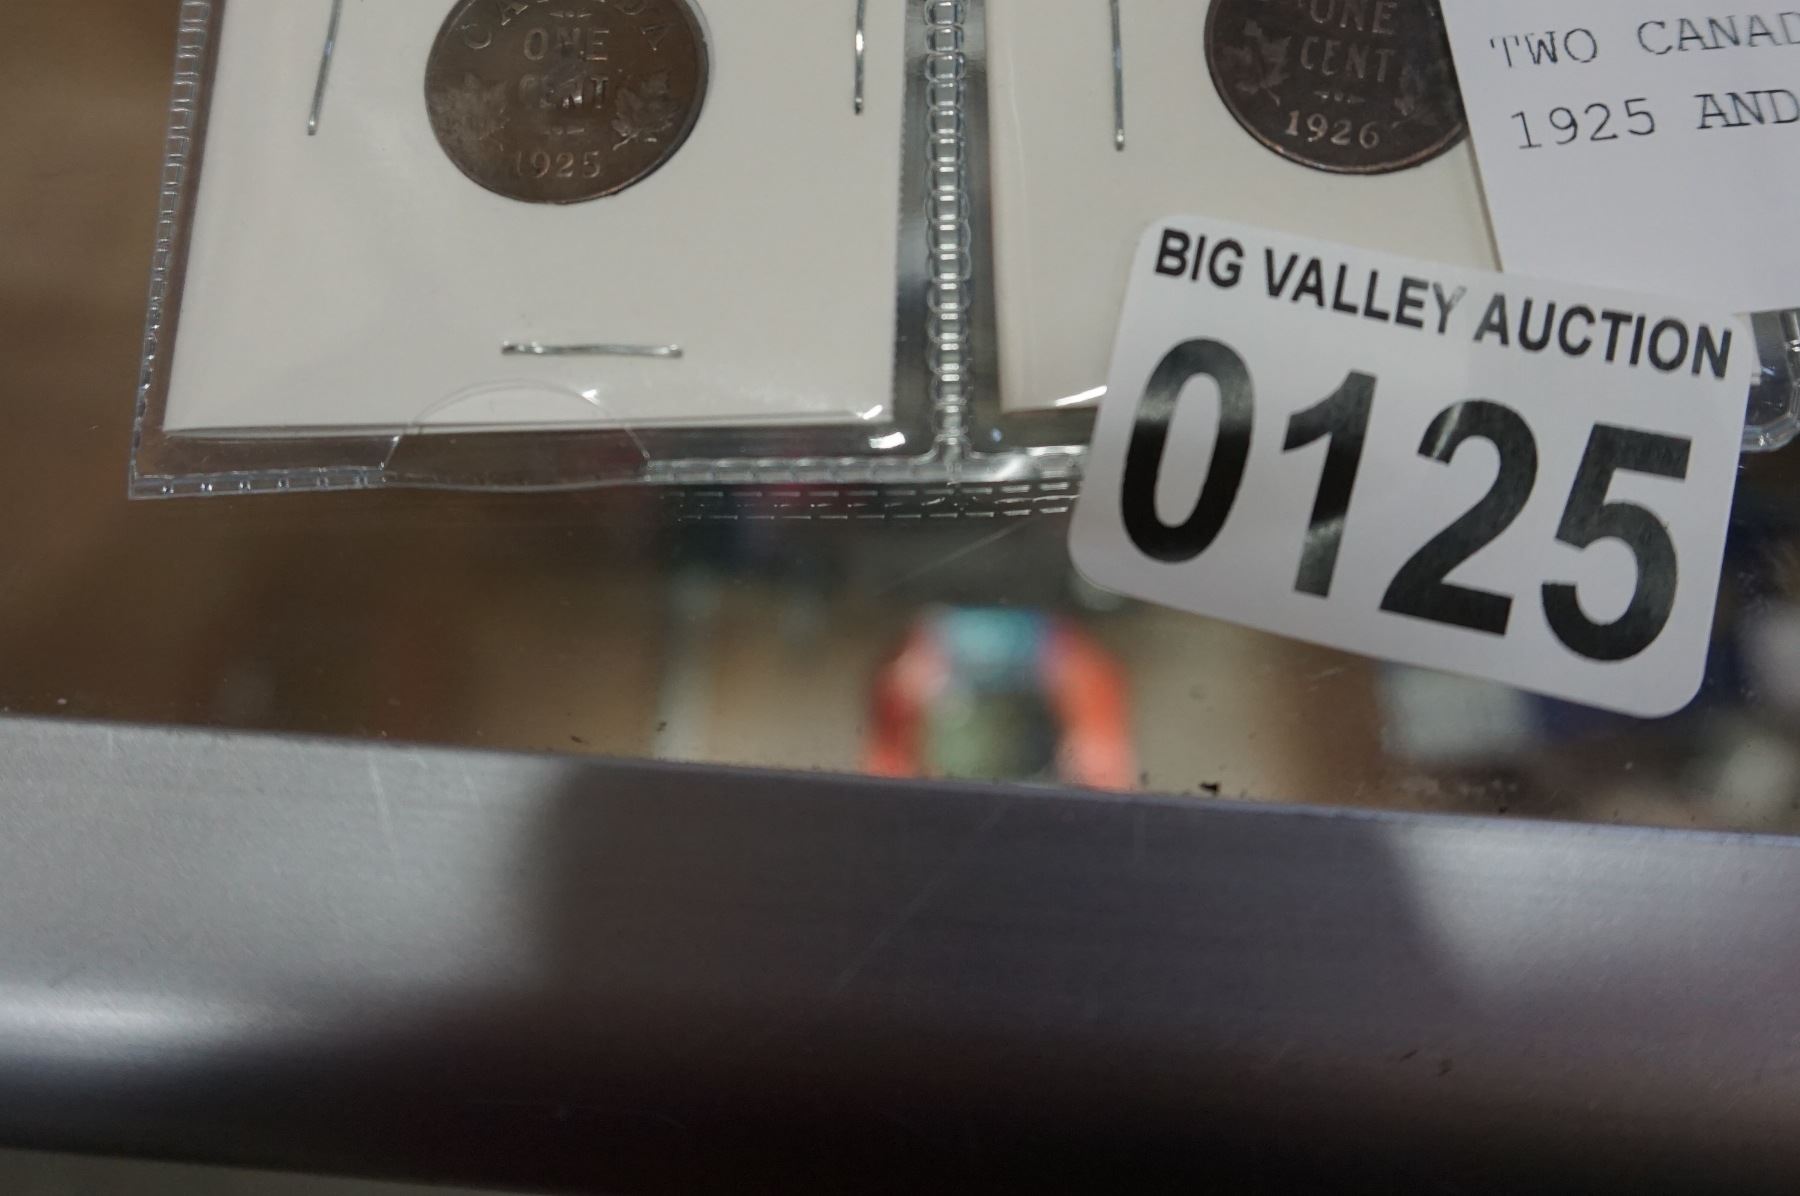 CANADA
ONE
CENT
1925
ONE
CENT
1926
TWO CANAD
1925 AND
BIG VALLEY AUCTION
0125